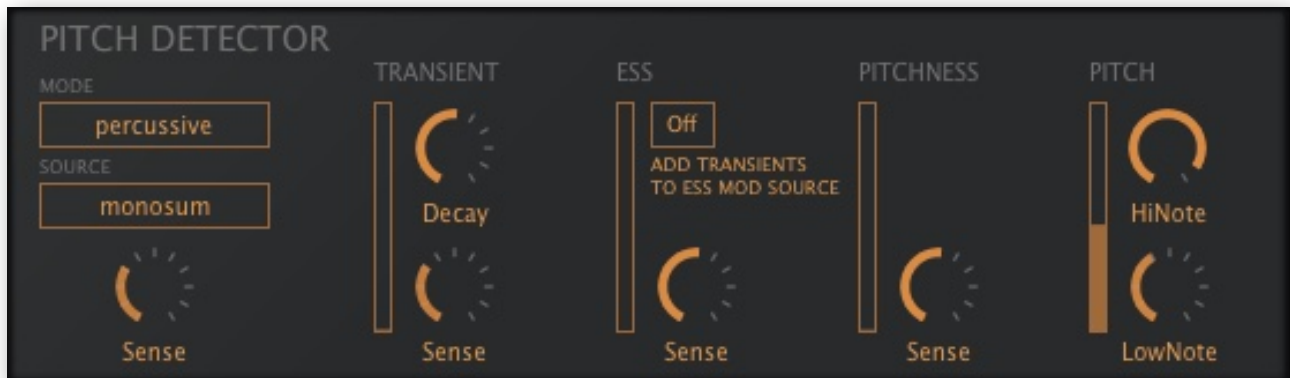 PITCH DETECTOR
MODE
percussive
SOURCE
monosum
Sense
TRANSIENT
Decay
Sense
ESS
Off
ADD TRANSIENTS
TO ESS MOD SOURCE
Sense
PITCHNESS
Sense
PITCH
HiNote
LowNote